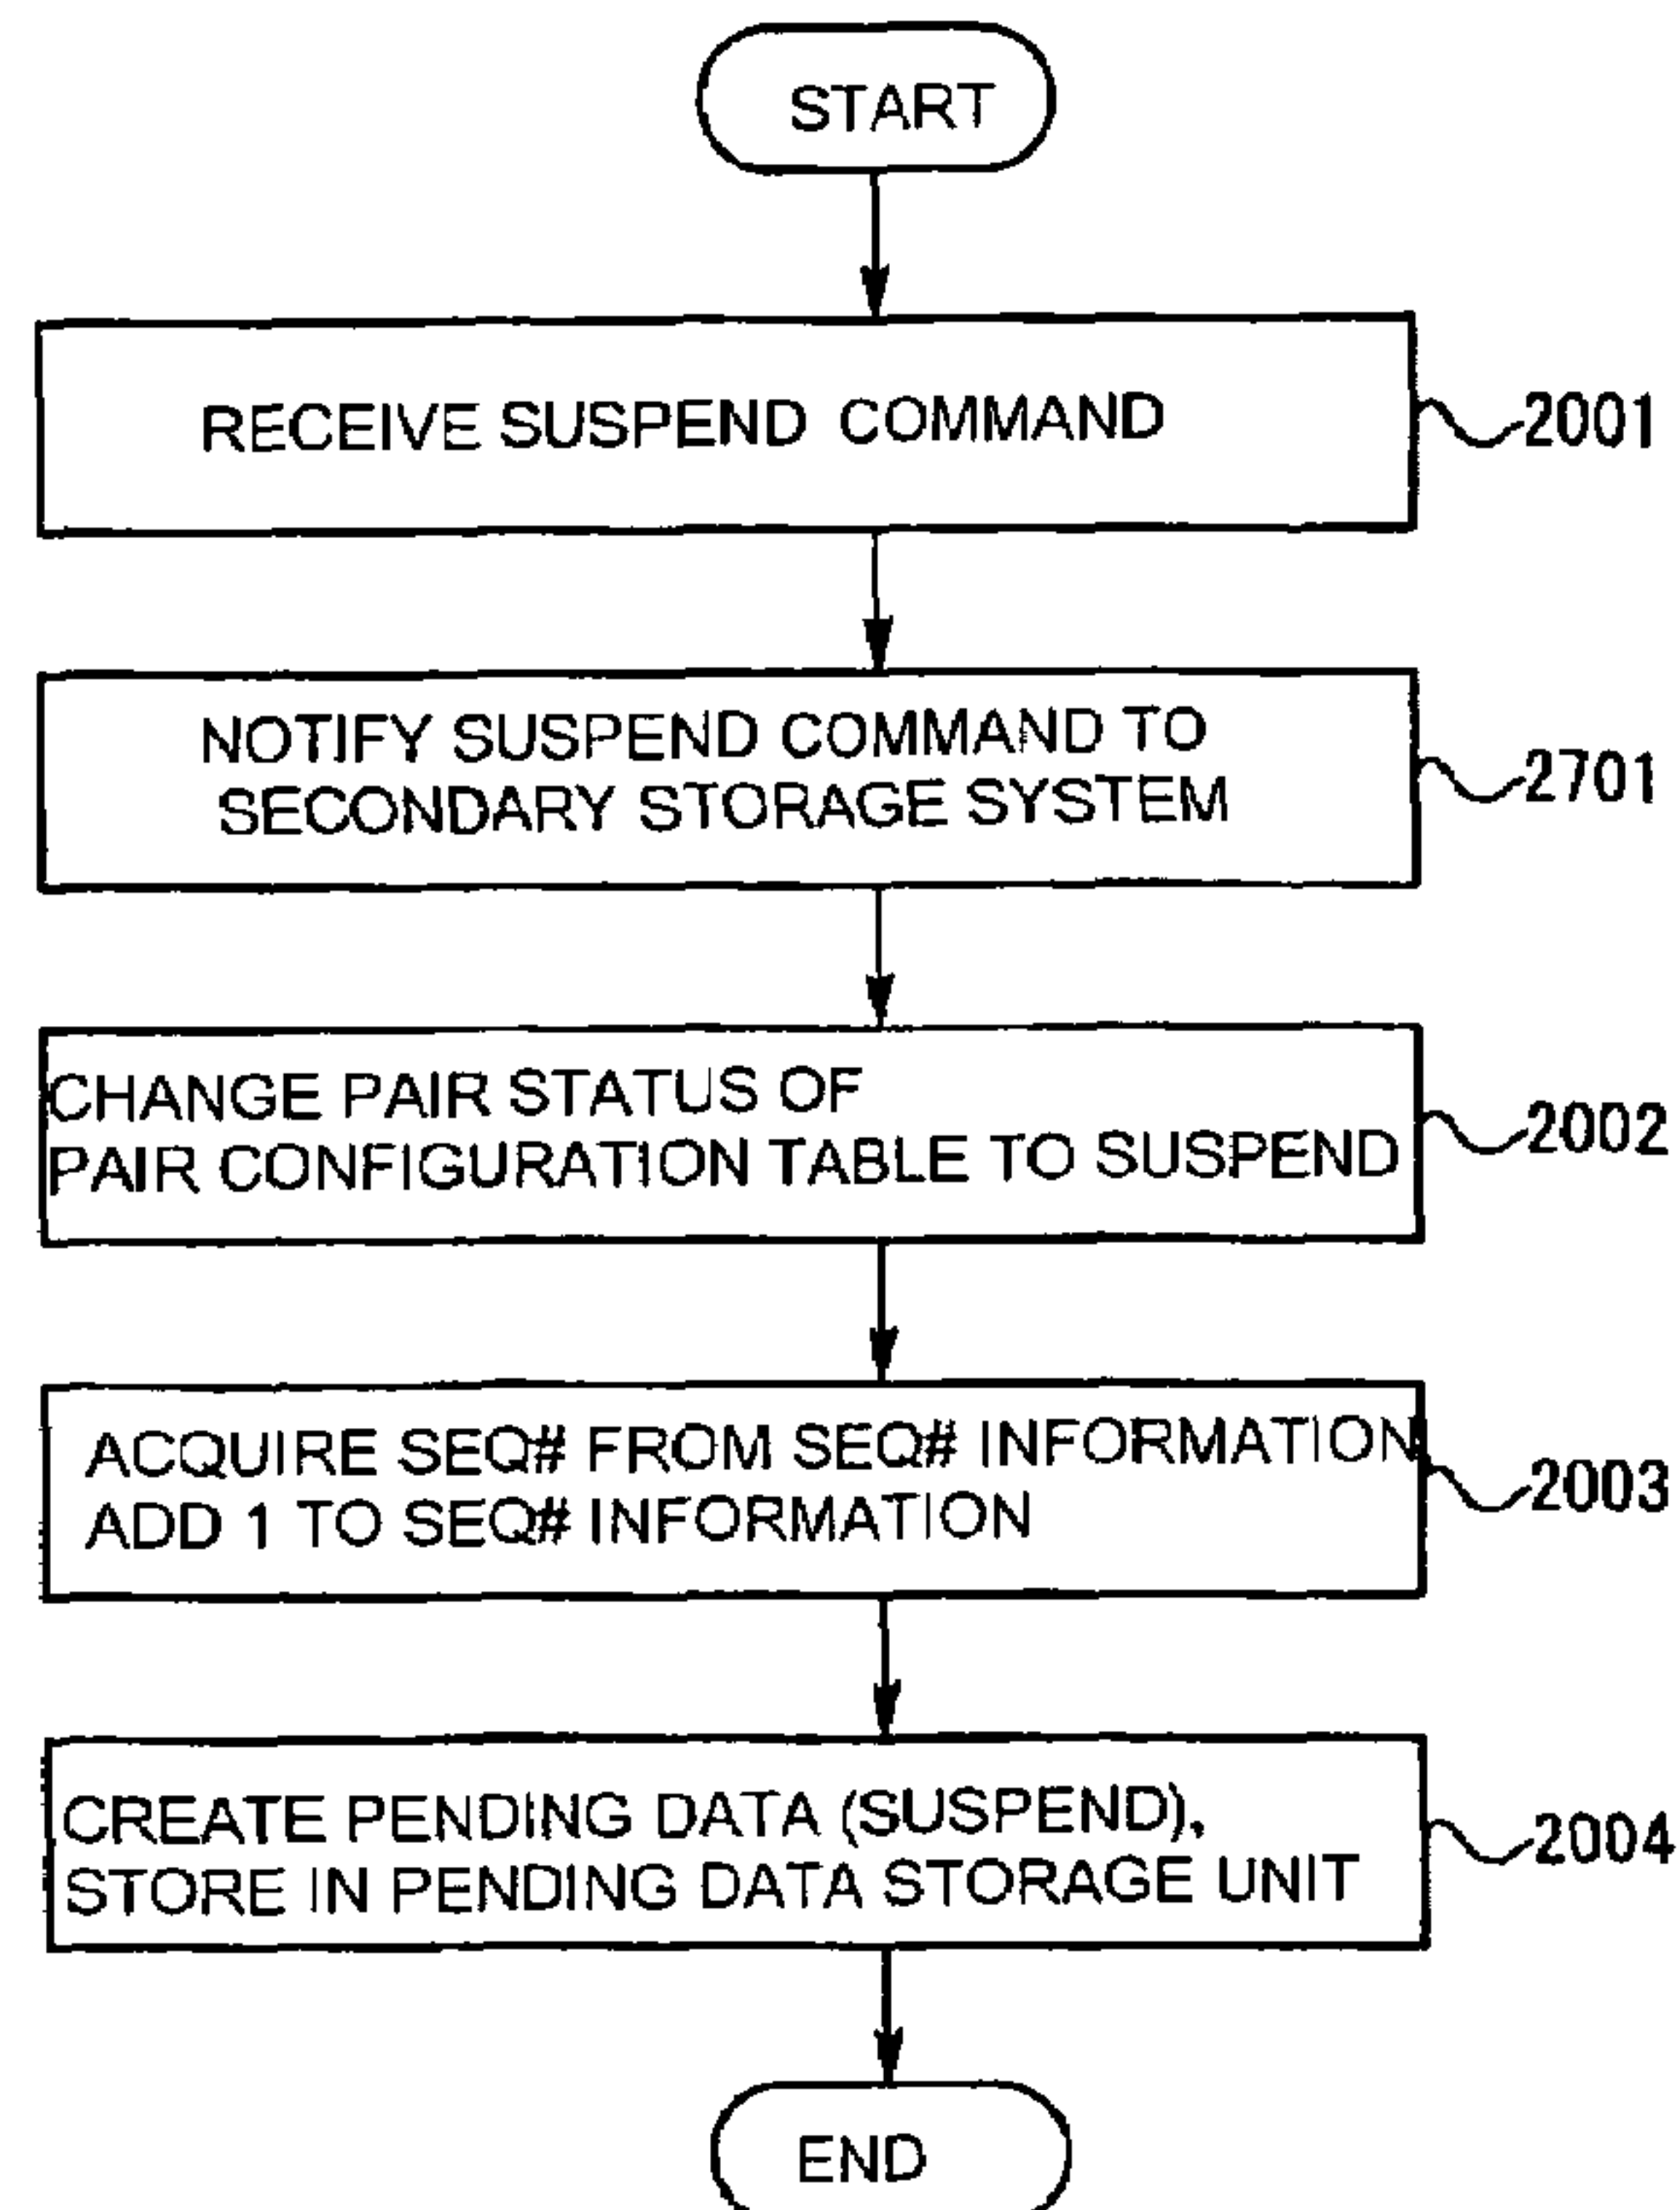 START
RECEIVE SUSPEND COMMAND
2001
NOTIFY SUSPEND COMMAND TO
SECONDARY STORAGE SYSTEM
2701
CHANGE PAIR STATUS OF
PAIR CONFIGURATION TABLE TO SUSPEND
2002
ACQUIRE SEQ# FROM SEQ# INFORMATION
ADD 1 TO SEQ# INFORMATION
2003
CREATE PENDING DATA (SUSPEND),
STORE IN PENDING DATA STORAGE UNIT
2004
END